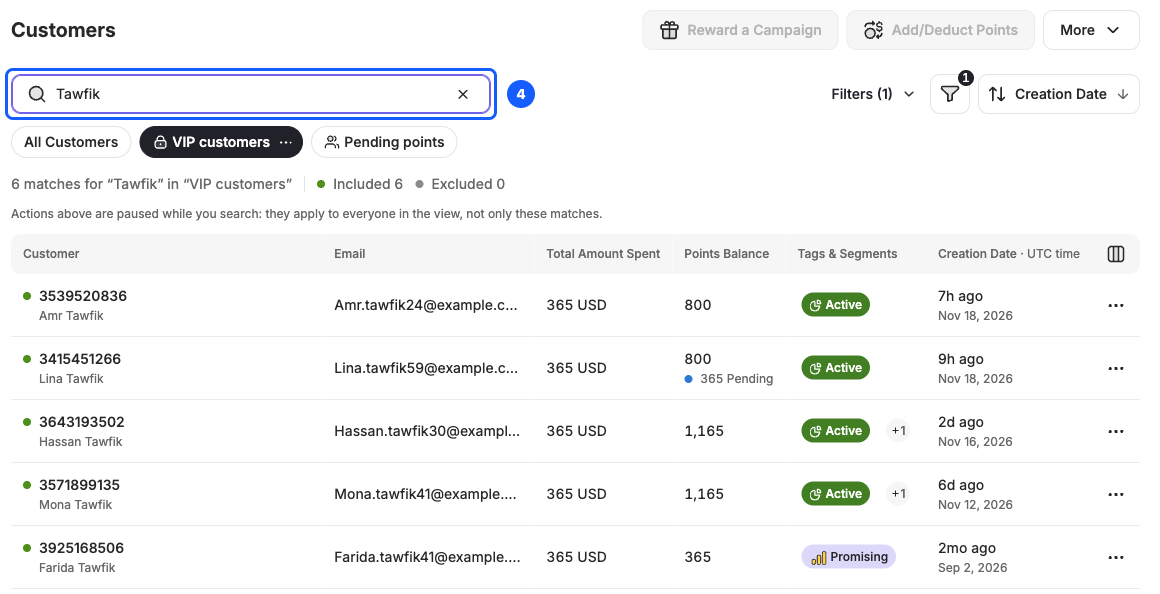 Customers
Reward a Campaign
Add/Deduct Points
More
Tawfik
4
Filters (1)
1
Creation Date
All Customers
VIP customers
Pending points
6 matches for “Tawfik” in “VIP customers”
Included 6
Excluded 0
Actions above are paused while you search: they apply to everyone in the view, not only these matches.
Customer Email Total Amount Spent Points Balance Tags & Segments Creation Date · UTC time
3539520836
Amr Tawfik
Amr.tawfik24@example.c...
365 USD
800
Active
7h ago
Nov 18, 2026
3415451266
Lina Tawfik
Lina.tawfik59@example.c...
365 USD
800
365 Pending
Active
9h ago
Nov 18, 2026
3643193502
Hassan Tawfik
Hassan.tawfik30@exampl...
365 USD
1,165
Active
+1
2d ago
Nov 16, 2026
3571899135
Mona Tawfik
Mona.tawfik41@example....
365 USD
1,165
Active
+1
6d ago
Nov 12, 2026
3925168506
Farida Tawfik
Farida.tawfik41@example....
365 USD
365
Promising
2mo ago
Sep 2, 2026